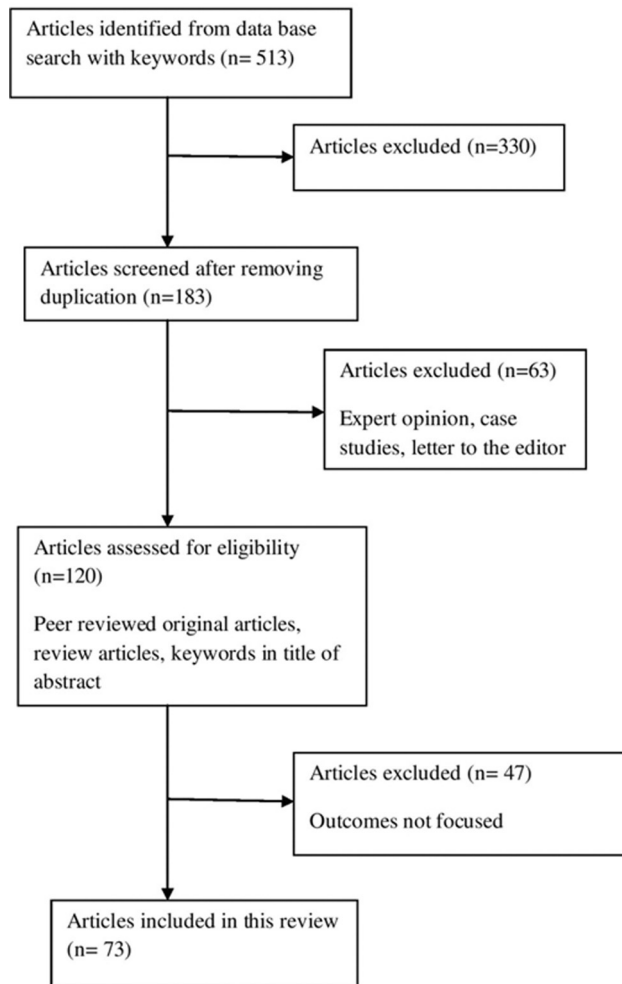 Articles identified from data base
search with keywords (n= 513)
Articles excluded (n=330)
Articles screened after removing
duplication (n=183)
Articles excluded (n=63)
Expert opinion, case
studies, letter to the editor
Articles assessed for eligibility
(n=120)
Peer reviewed original articles,
review articles, keywords in title of
abstract
Articles excluded (n= 47)
Outcomes not focused
Articles included in this review
(n= 73)